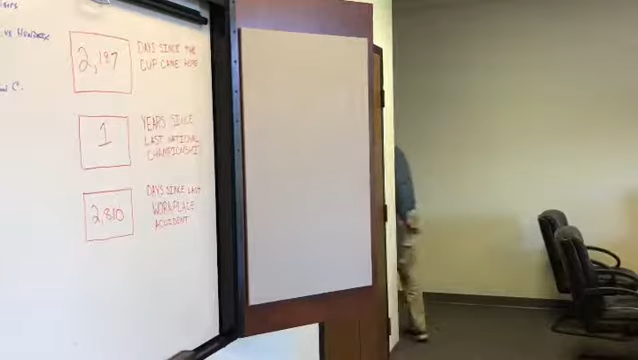 2,187
DAYS SINCE THE
CUP CAME HOME
1
YEARS SINCE
LAST NATIONAL
CHAMPIONSHIP
2,810
DAYS SINCE LAST
WORKPLACE
ACCIDENT